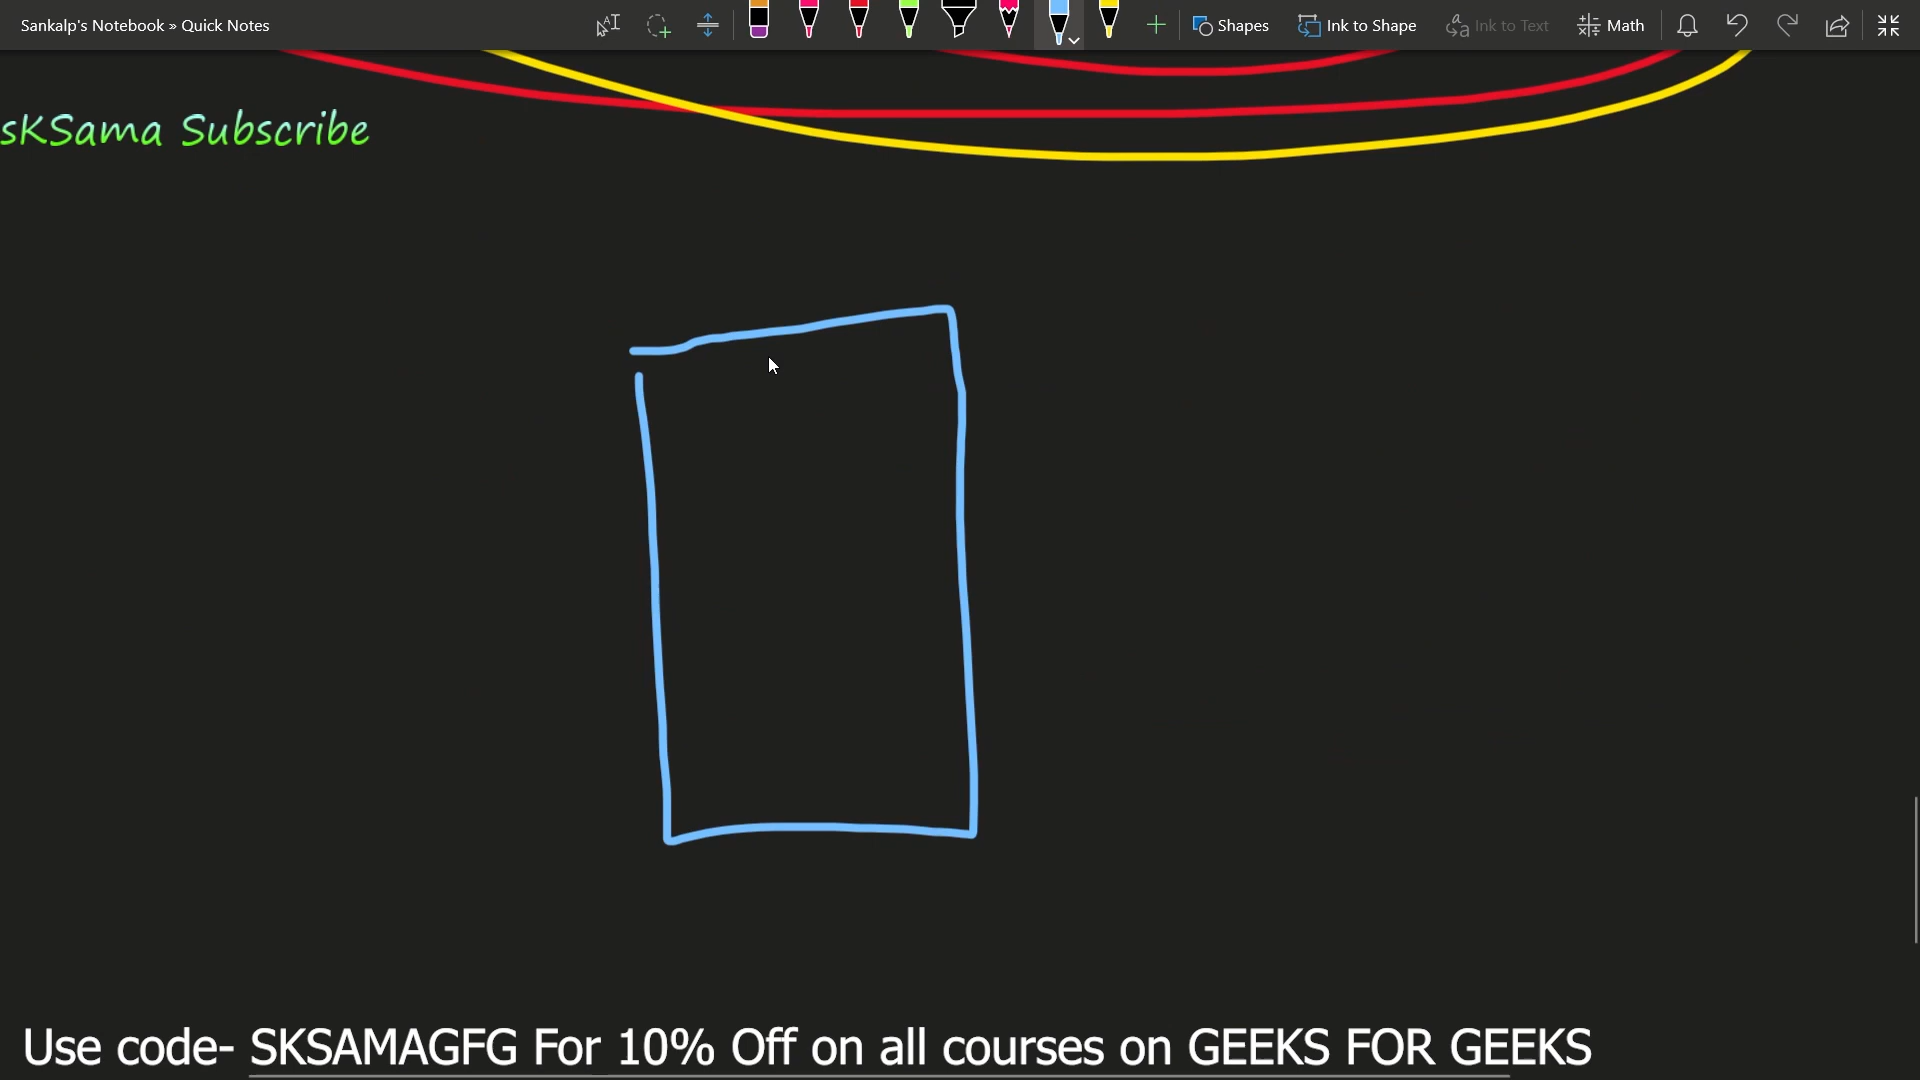 Sankalp's Notebook » Quick Notes
Shapes
Ink to Shape
Ink to Text
Math
sKSama Subscribe
Use code- SKSAMAGFG For 10% Off on all courses on GEEKS FOR GEEKS